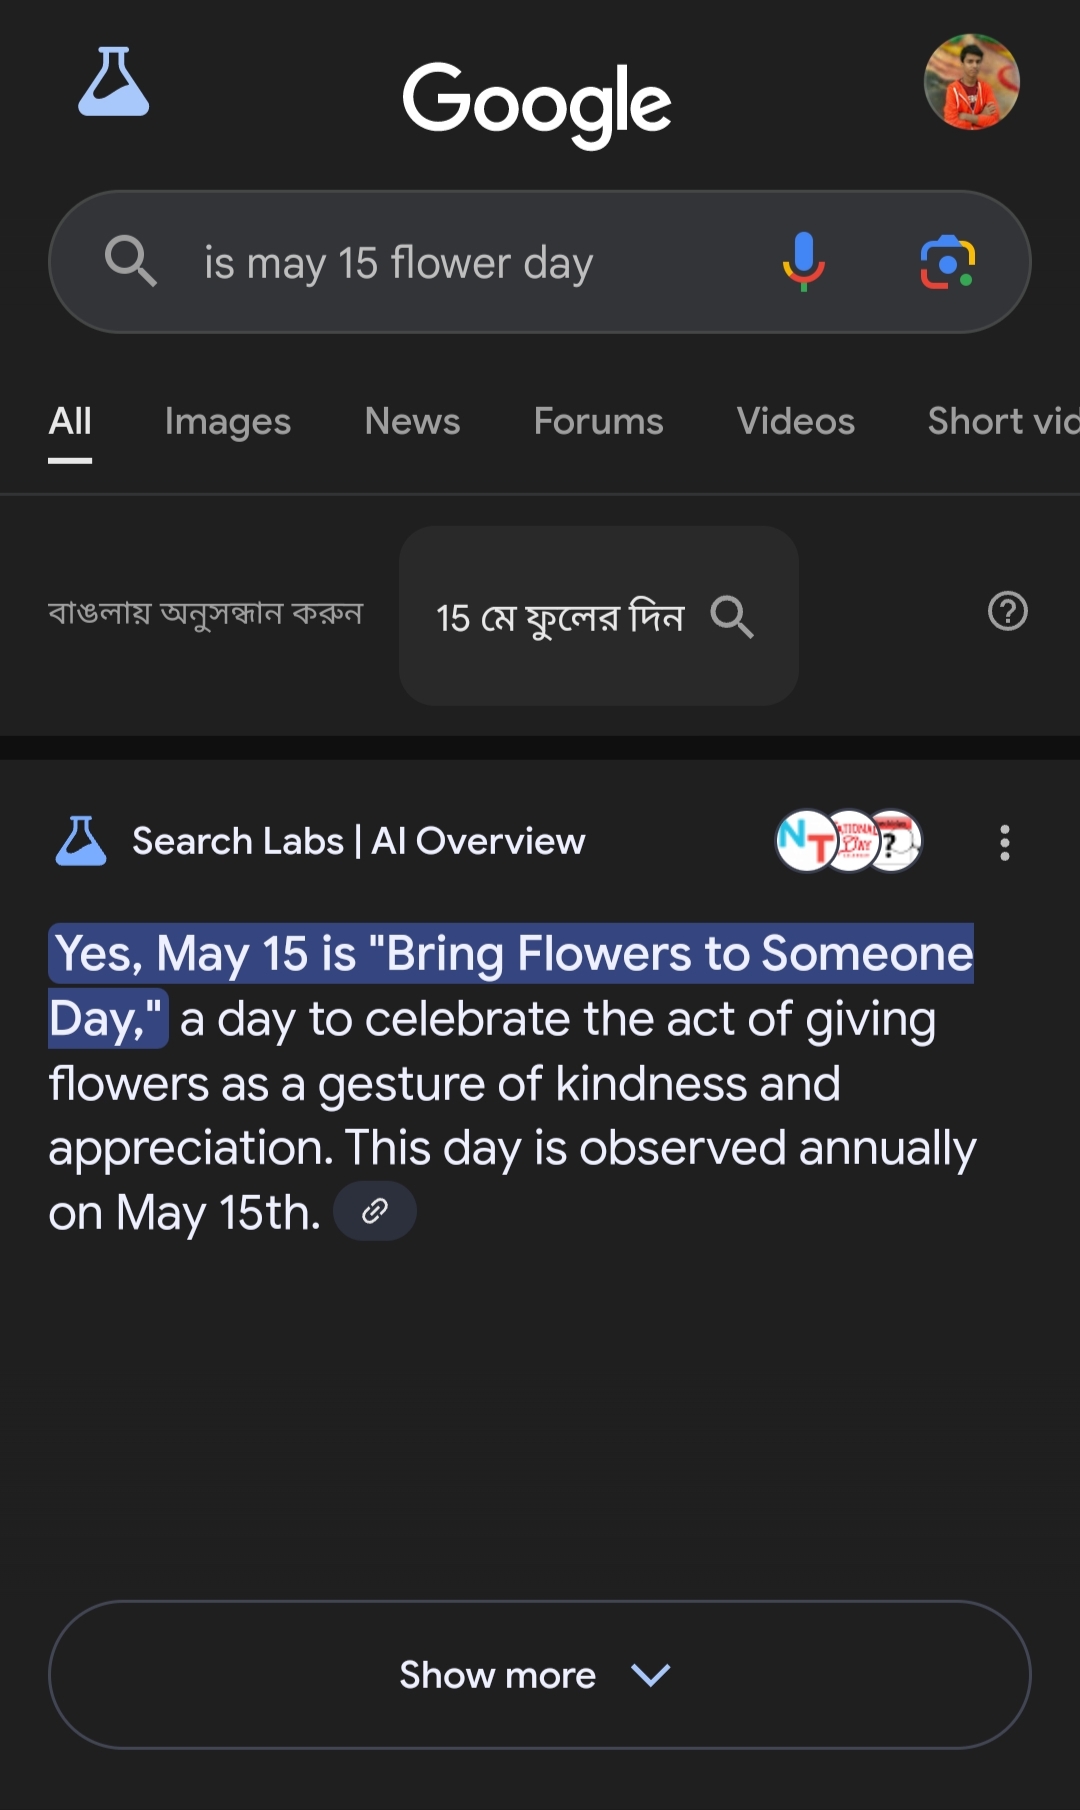 Google
is may 15 flower day
All Images News Forums Videos Short vid
বাঙলায় অনুসন্ধান করুন 15 মে ফুলের দিন
Search Labs | AI Overview
NT
Yes, May 15 is "Bring Flowers to Someone
Day," a day to celebrate the act of giving
flowers as a gesture of kindness and
appreciation. This day is observed annually
on May 15th.
Show more